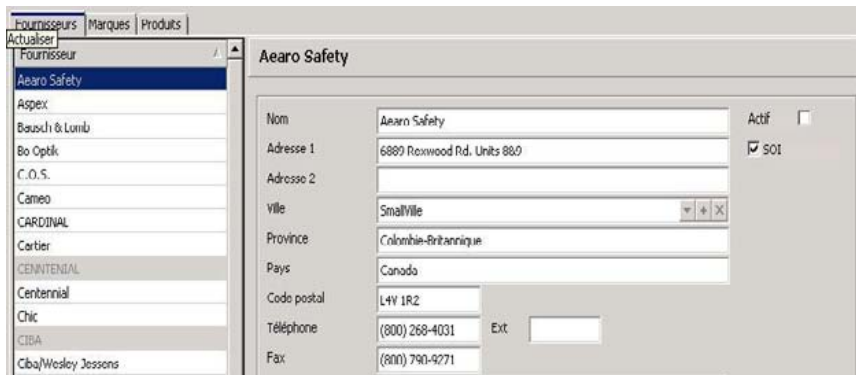 Fournisseurs Marques Produits
Actualiser
Fournisseur
Aearo Safety
Aspex
Bausch & Lomb
Bo Optik
C.O.S.
Cameo
CARDINAL
Cartier
CENNTENIAL
Centennial
Chic
CIBA
Ciba/Wesley Jessens
Aearo Safety
Nom Aearo Safety Actif
Adresse 1 6889 Rexwood Rd. Units 8&9 SOI
Adresse 2
Ville SmallVille
Province Colombie-Britannique
Pays Canada
Code postal L4V 1R2
Téléphone (800) 268-4031 Ext
Fax (800) 790-9271